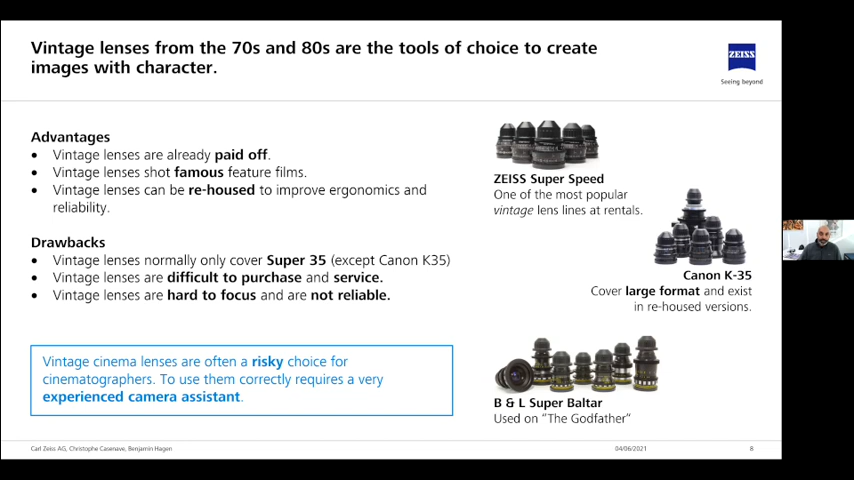 Vintage lenses from the 70s and 80s are the tools of choice to create
images with character.
ZEISS
Seeing beyond
Advantages
• Vintage lenses are already paid off.
• Vintage lenses shot famous feature films.
• Vintage lenses can be re-housed to improve ergonomics and
reliability.
Drawbacks
• Vintage lenses normally only cover Super 35 (except Canon K35)
• Vintage lenses are difficult to purchase and service.
• Vintage lenses are hard to focus and are not reliable.
Vintage cinema lenses are often a risky choice for
cinematographers. To use them correctly requires a very
experienced camera assistant.
ZEISS Super Speed
One of the most popular
vintage lens lines at rentals.
Canon K-35
Cover large format and exist
in re-housed versions.
B & L Super Baltar
Used on “The Godfather”
Carl Zeiss AG, Christophe Casenave, Benjamin Hagen
04/06/2021
8